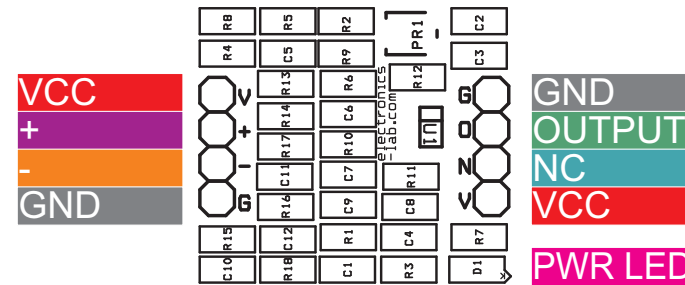 R8 R5 R2 PR1 C2
R4 C5 R9 C3
R13 R6 R12
VCC V R14 C6 G GND
+ + R17 R10 U1 O OUTPUT
- - C11 C7 R11 N NC
GND G R16 C9 C8 V VCC
electronics
-lab.com
R15 C12 R1 C4 R7
C10 R18 C1 R3 D1 K PWR LED